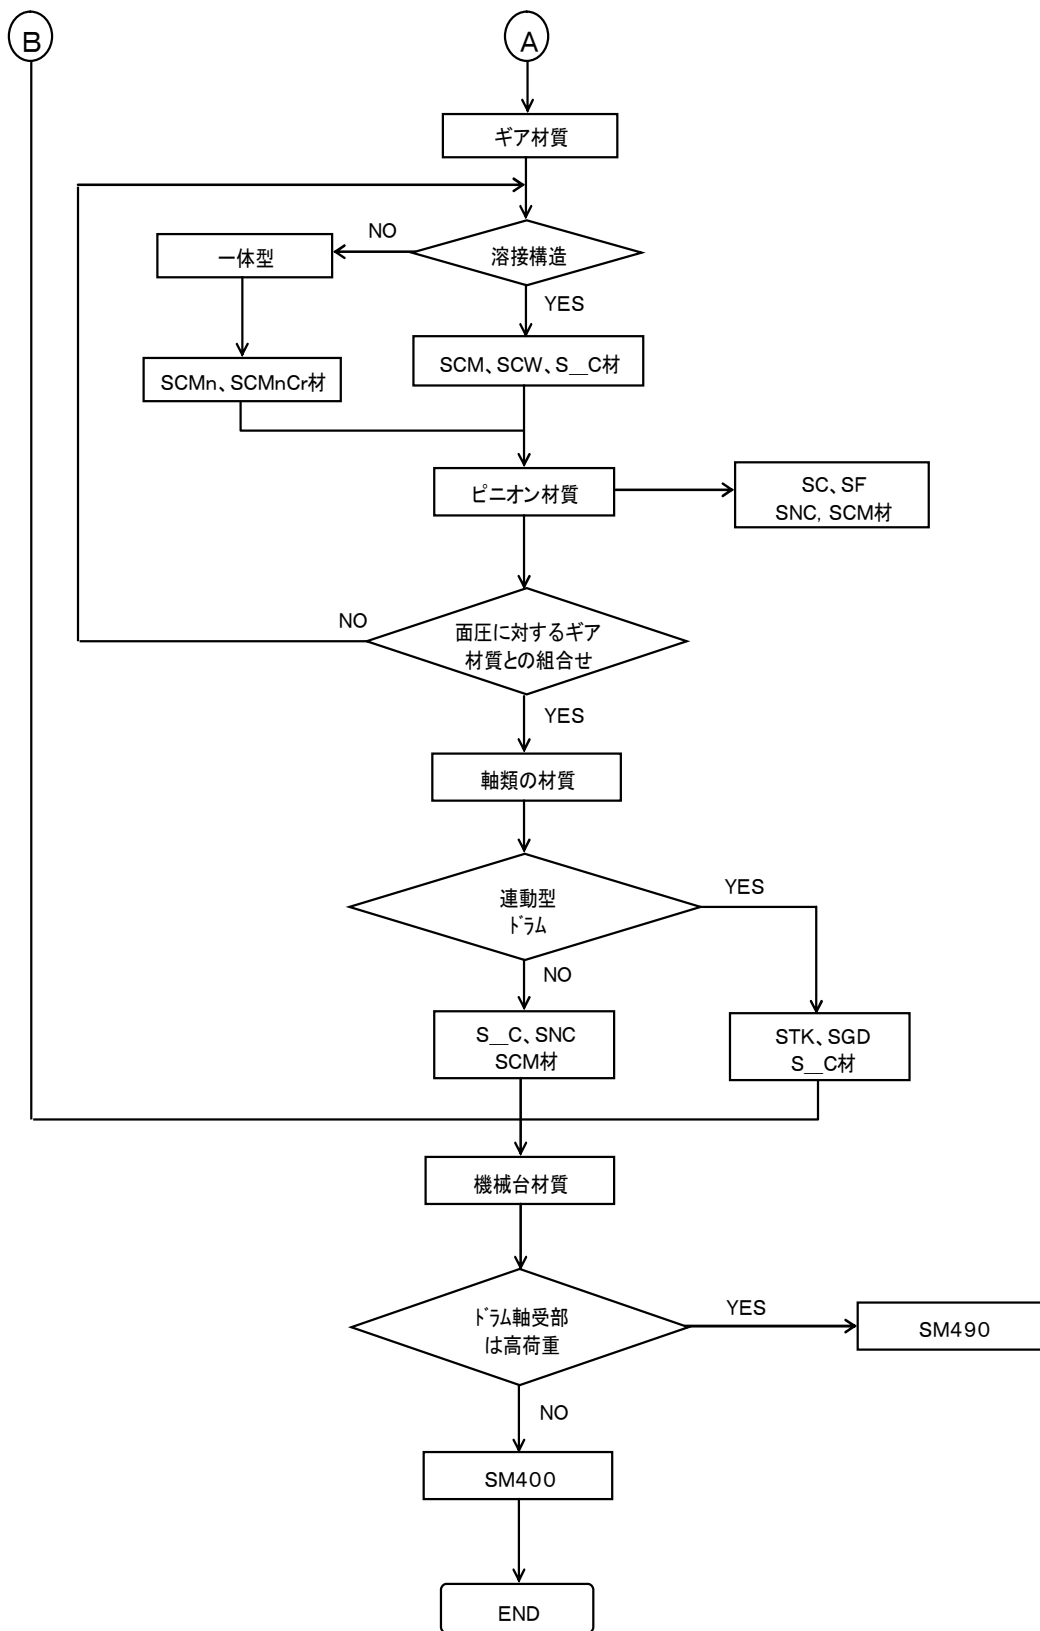 B
A
ギア材質
NO
溶接構造
一体型
YES
SCM、SCW、S__C材
SCMn、SCMnCr材
ピニオン材質
SC、SF
SNC, SCM材
NO
面圧に対するギア
材質との組合せ
YES
軸類の材質
連動型
ドラム
YES
NO
S__C、SNC
SCM材
STK、SGD
S__C材
機械台材質
ドラム軸受部
は高荷重
YES
SM490
NO
SM400
END